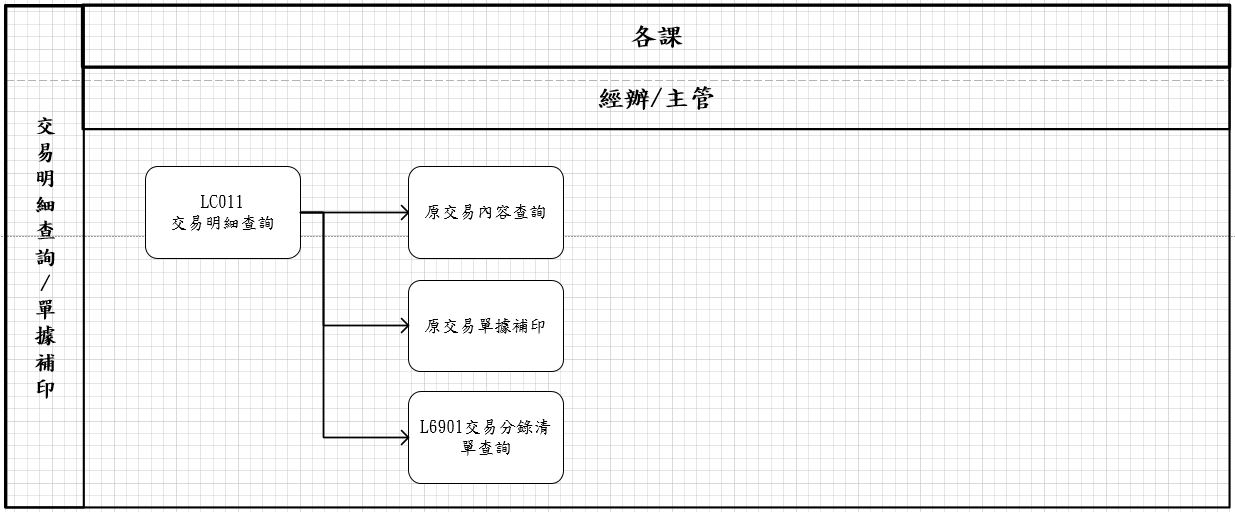 各課
經辦/主管
交易明細查詢/單據補印
LC011
交易明細查詢
原交易內容查詢
原交易單據補印
L6901交易分錄清
單查詢